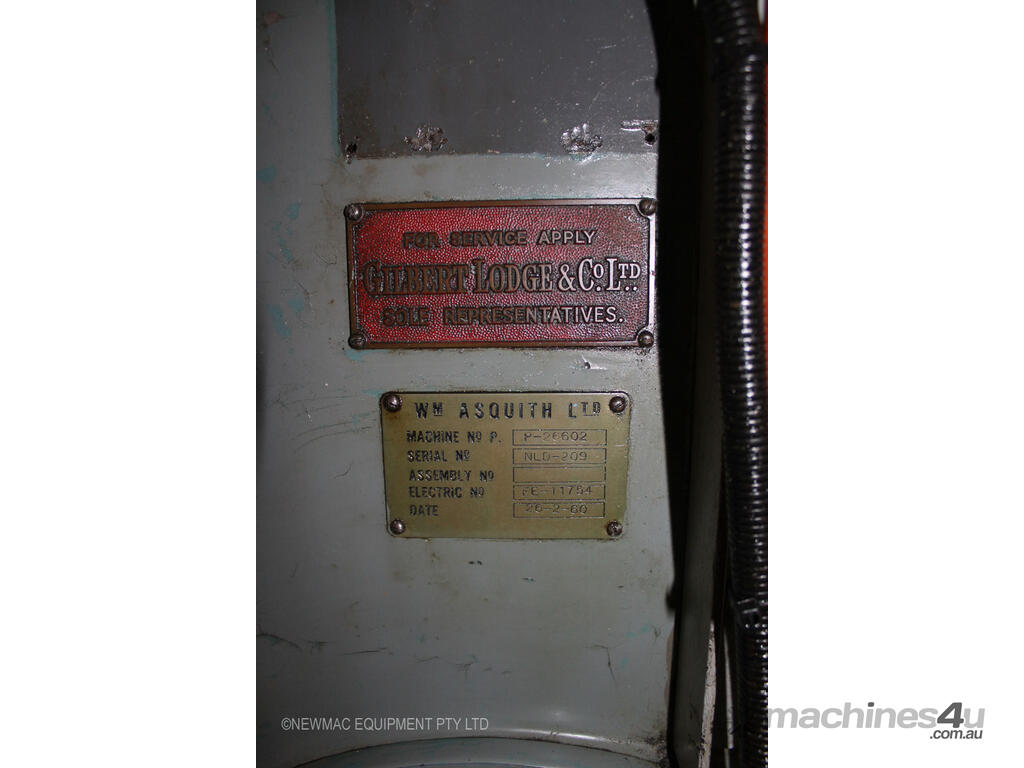 FOR SERVICE APPLY
GILBERT LODGE & CO. LTD.
SOLE REPRESENTATIVES.
WM ASQUITH LTD
MACHINE NO P. P-26602
SERIAL NO NLD-209
ASSEMBLY NO
ELECTRIC NO PE-11754
DATE 26-2-60
©NEWMAC EQUIPMENT PTY LTD
machines4u
.com.au